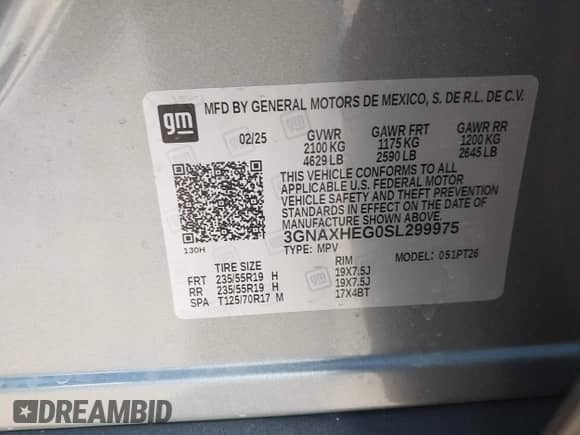 gm
MFD BY GENERAL MOTORS DE MEXICO, S. DE R.L. DE C.V.
02/25 GVWR GAWR FRT GAWR RR
2100 KG 1175 KG 1200 KG
4629 LB 2590 LB 2645 LB
THIS VEHICLE CONFORMS TO ALL
APPLICABLE U.S. FEDERAL MOTOR
VEHICLE SAFETY AND THEFT PREVENTION
STANDARDS IN EFFECT ON THE DATE OF
MANUFACTURE SHOWN ABOVE.
3GNAXHEG0SL299975
130H TYPE: MPV MODEL: 051PT26
TIRE SIZE RIM
FRT 235/55R19 H 19X7.5J
RR 235/55R19 H 19X7.5J
SPA T125/70R17 M 17X4BT
DREAMBID